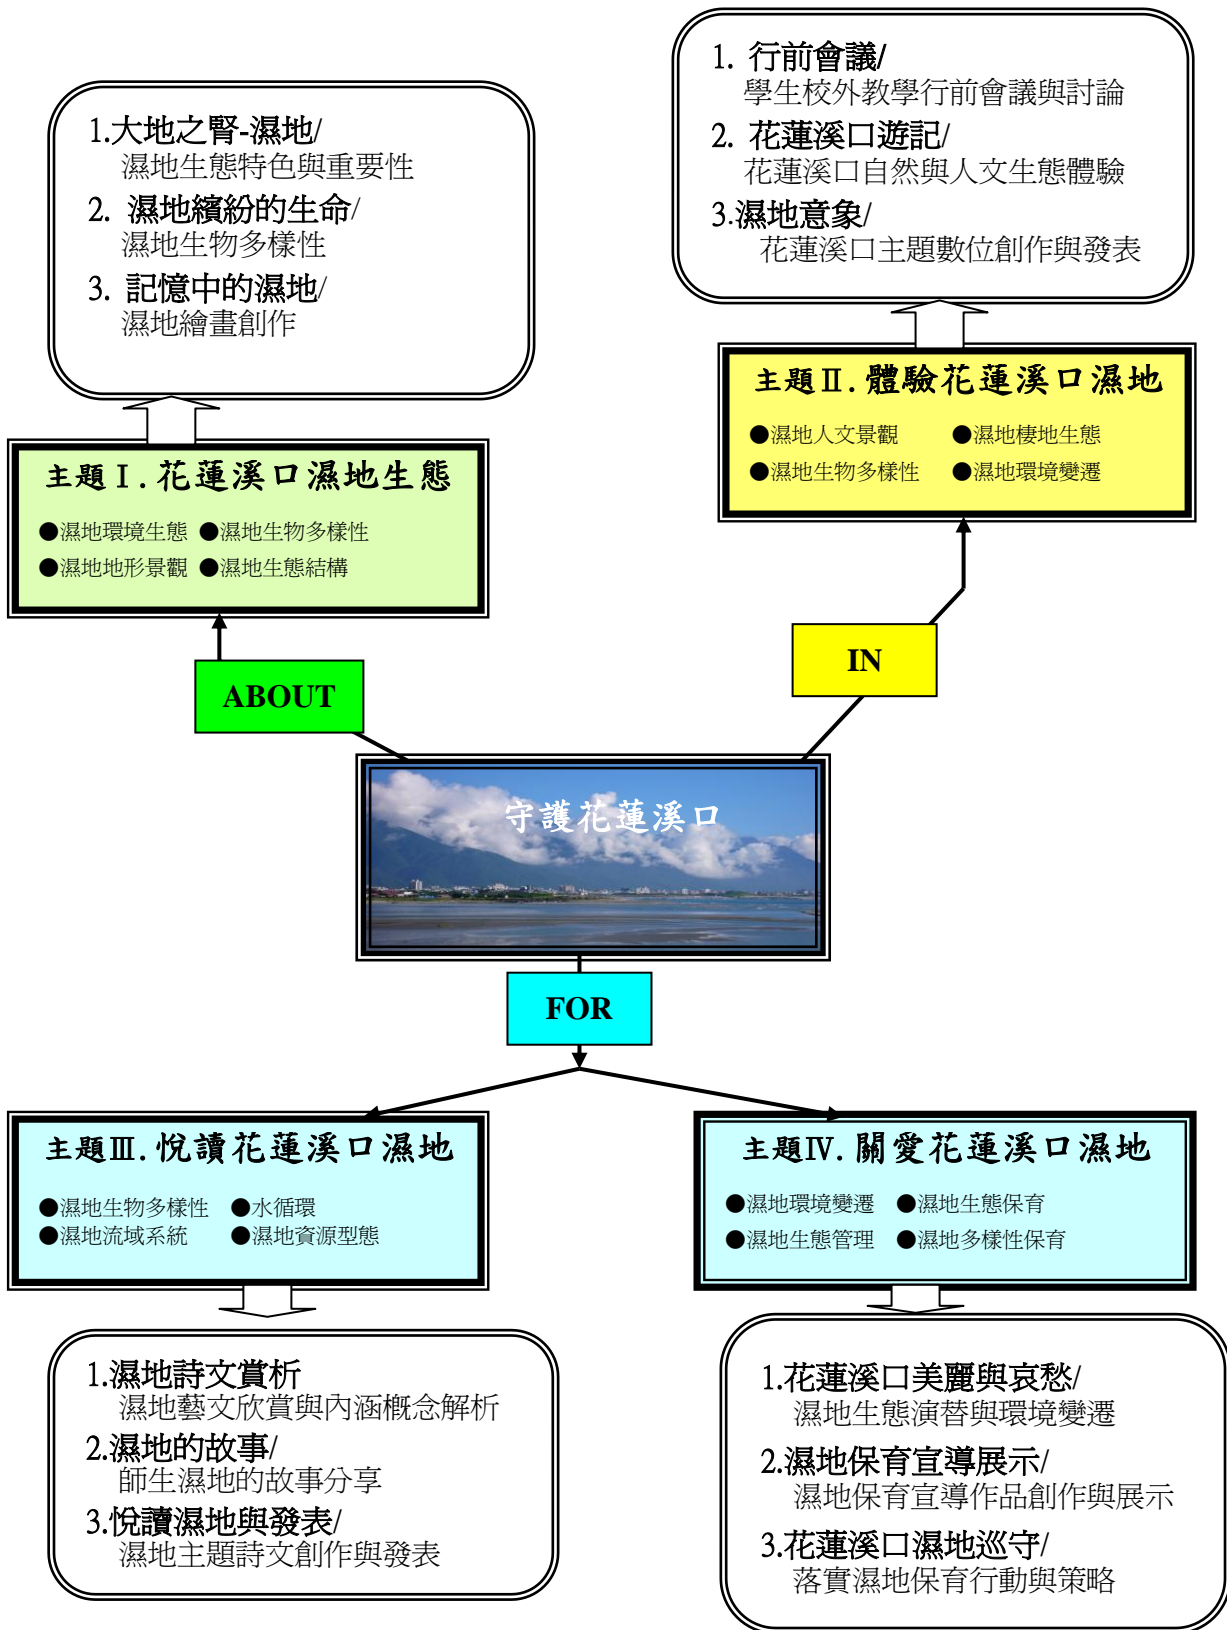 1.大地之腎-濕地/
濕地生態特色與重要性
2. 濕地繽紛的生命/
濕地生物多樣性
3. 記憶中的濕地/
濕地繪畫創作
1. 行前會議/
學生校外教學行前會議與討論
2. 花蓮溪口遊記/
花蓮溪口自然與人文生態體驗
3.濕地意象/
花蓮溪口主題數位創作與發表
主題Ⅰ.花蓮溪口濕地生態
●濕地環境生態 ●濕地生物多樣性
●濕地地形景觀 ●濕地生態結構
主題Ⅱ.體驗花蓮溪口濕地
●濕地人文景觀 ●濕地棲地生態
●濕地生物多樣性 ●濕地環境變遷
ABOUT
IN
守護花蓮溪口
FOR
主題Ⅲ.悅讀花蓮溪口濕地
●濕地生物多樣性 ●水循環
●濕地流域系統 ●濕地資源型態
主題Ⅳ.關愛花蓮溪口濕地
●濕地環境變遷 ●濕地生態保育
●濕地生態管理 ●濕地多樣性保育
1.濕地詩文賞析
濕地藝文欣賞與內涵概念解析
2.濕地的故事/
師生濕地的故事分享
3.悅讀濕地與發表/
濕地主題詩文創作與發表
1.花蓮溪口美麗與哀愁/
濕地生態演替與環境變遷
2.濕地保育宣導展示/
濕地保育宣導作品創作與展示
3.花蓮溪口濕地巡守/
落實濕地保育行動與策略